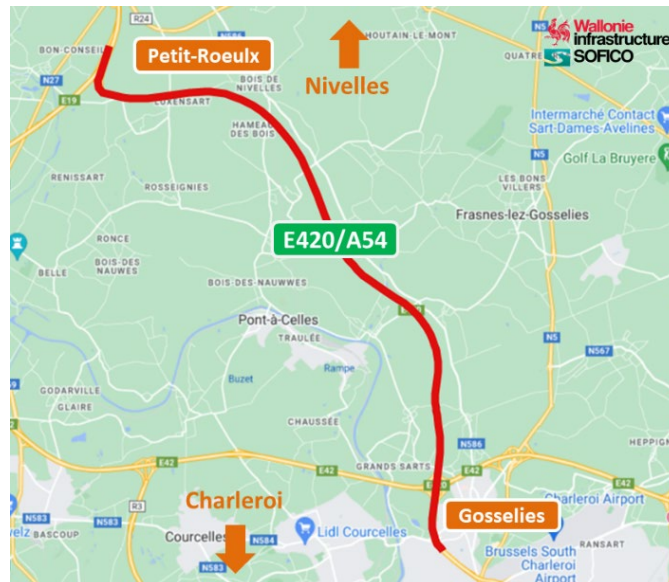 R24
BON-CONSEIL
Petit-Roeulx
N586
HOUTAIN-LE-MONT
N5
QUATRE
Wallonie
infrastructure
SOFICO
N27
E19
LUXENSART
BOIS DE
NIVELLES
Nivelles
HAMEAU
DES BOIS
Intermarché Contact
Sart-Dames-Avelines
N5
Golf La Bruyere
RENISSART
ROSSEIGNIES
LES BONS
VILLERS
Frasnes-lez-Gosselies
RONCE
BOIS-DES
NAUWES
BELLE
E420/A54
BOIS-DES-NAUWWES
Pont-à-Celles
TRAULÉE
N5
N567
Rampe
Buzet
GODARVILLE
GLAIRE
CHAUSSÉE
N586
HEPPIGN
E42
E42
GRANDS SARTS
E42
E42
R3
Charleroi
Gosselies
Charleroi Airport
N583
BASCOUP
N583
Courcelles
N584
Lidl Courcelles
N583
Brussels South
Charleroi
Airport
RANSART